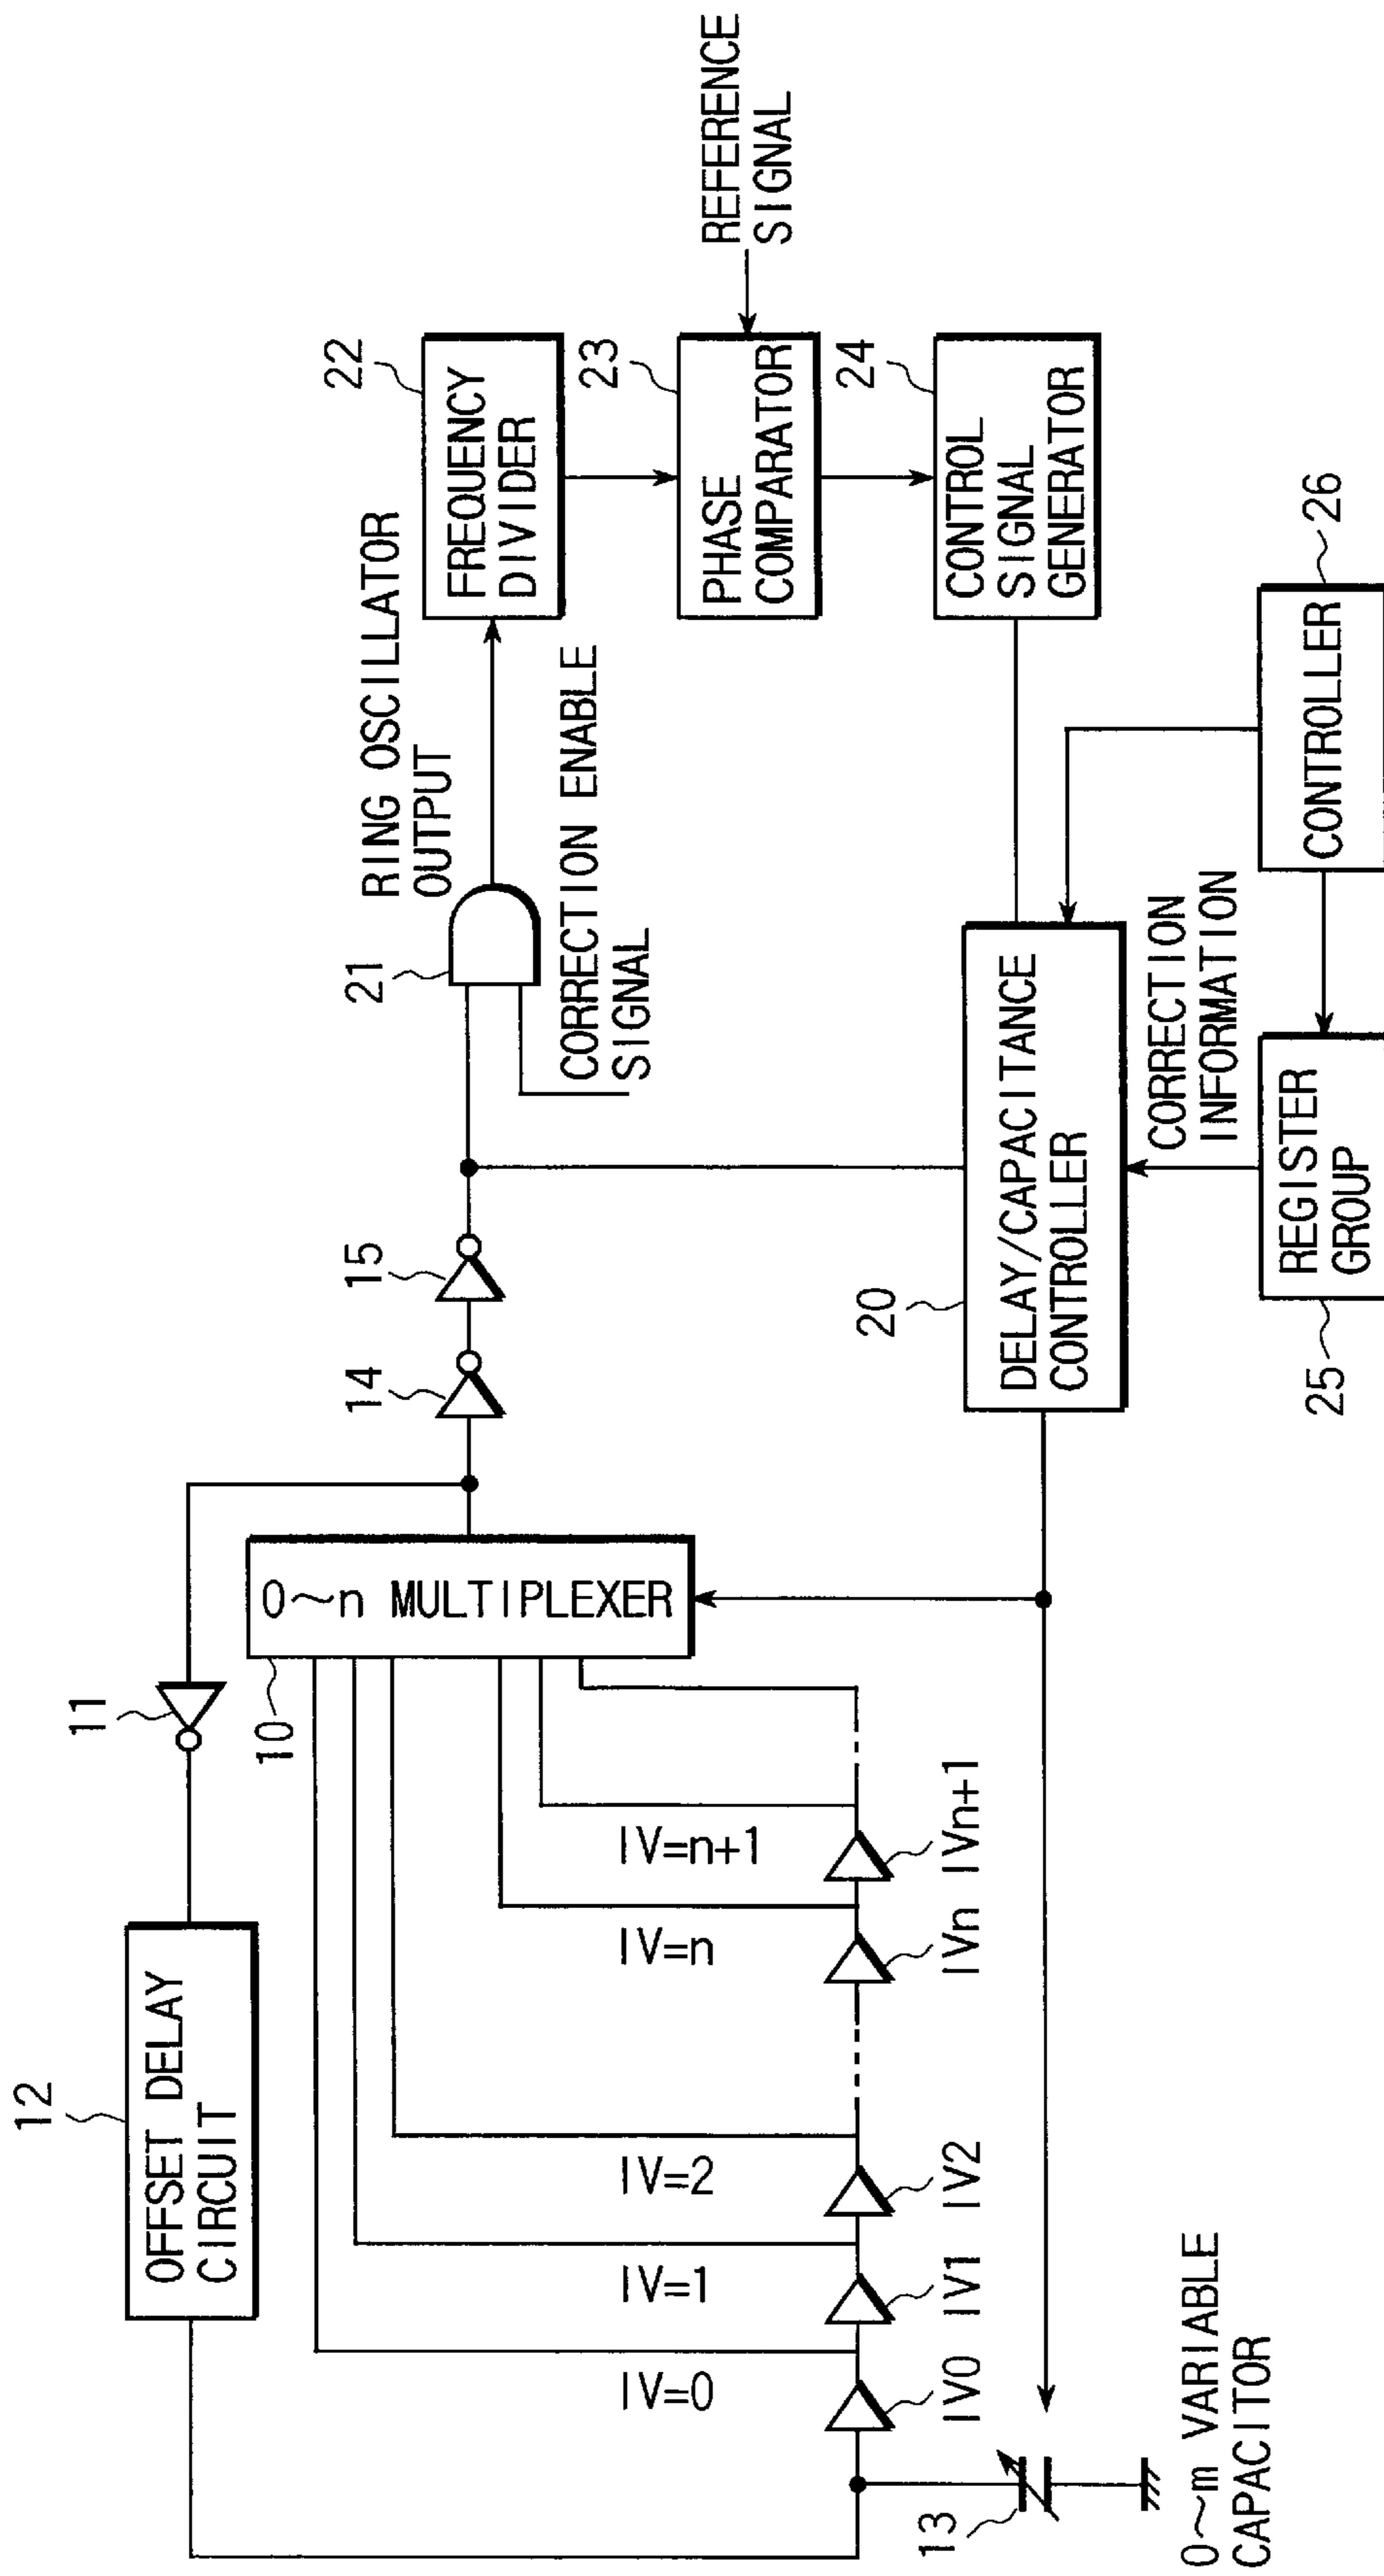 12
OFFSET DELAY
CIRCUIT
11
10
0~n MULTIPLEXER
14
15
21
RING OSCILLATOR
OUTPUT
CORRECTION ENABLE
SIGNAL
22
FREQUENCY
DIVIDER
23
PHASE
COMPARATOR
REFERENCE
SIGNAL
24
CONTROL
SIGNAL
GENERATOR
IV=0
IV=1
IV=2
IV=n
IV=n+1
IV0
IV1
IV2
IVn
IVn+1
13
0~m VARIABLE
CAPACITOR
20
DELAY/CAPACITANCE
CONTROLLER
CORRECTION
INFORMATION
25
REGISTER
GROUP
CONTROLLER
26